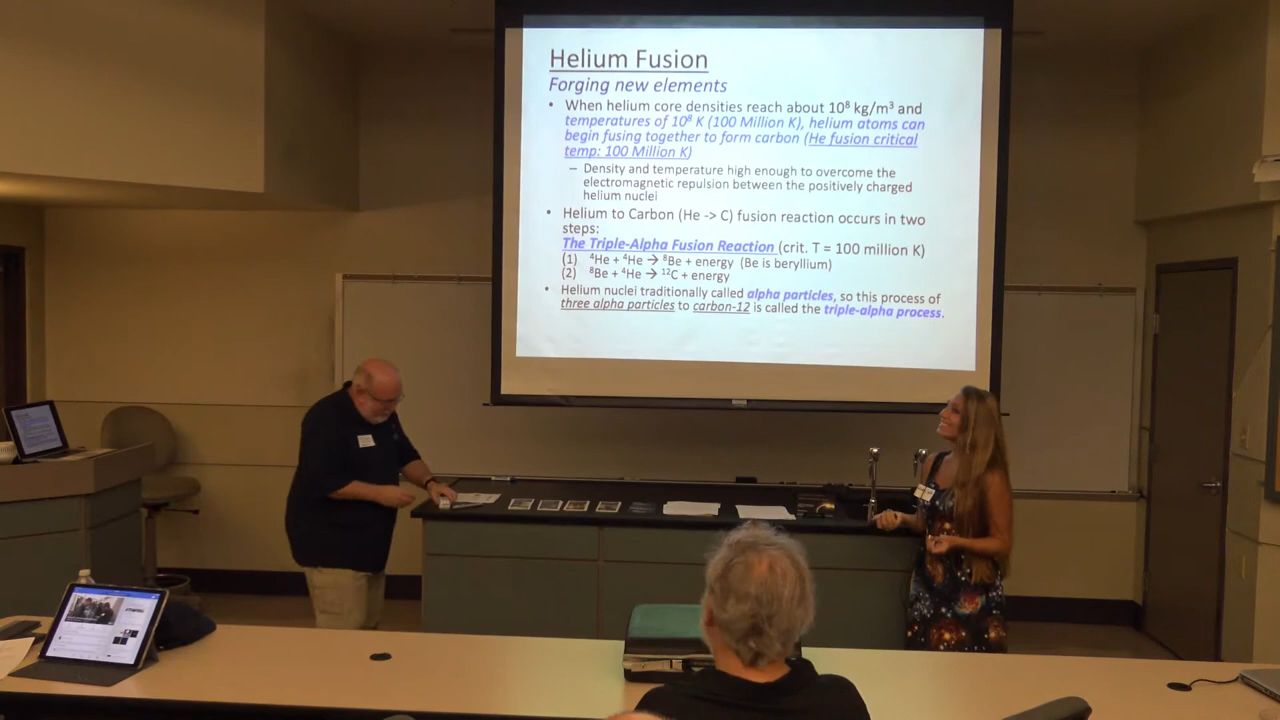 Helium Fusion
Forging new elements
• When helium core densities reach about 10⁸ kg/m³ and
temperatures of 10⁸ K (100 Million K), helium atoms can
begin fusing together to form carbon (He fusion critical
temp: 100 Million K)
– Density and temperature high enough to overcome the
electromagnetic repulsion between the positively charged
helium nuclei
• Helium to Carbon (He -> C) fusion reaction occurs in two
steps:
The Triple-Alpha Fusion Reaction (crit. T = 100 million K)
(1) ⁴He + ⁴He → ⁸Be + energy (Be is beryllium)
(2) ⁸Be + ⁴He → ¹²C + energy
• Helium nuclei traditionally called alpha particles, so this process of
three alpha particles to carbon-12 is called the triple-alpha process.